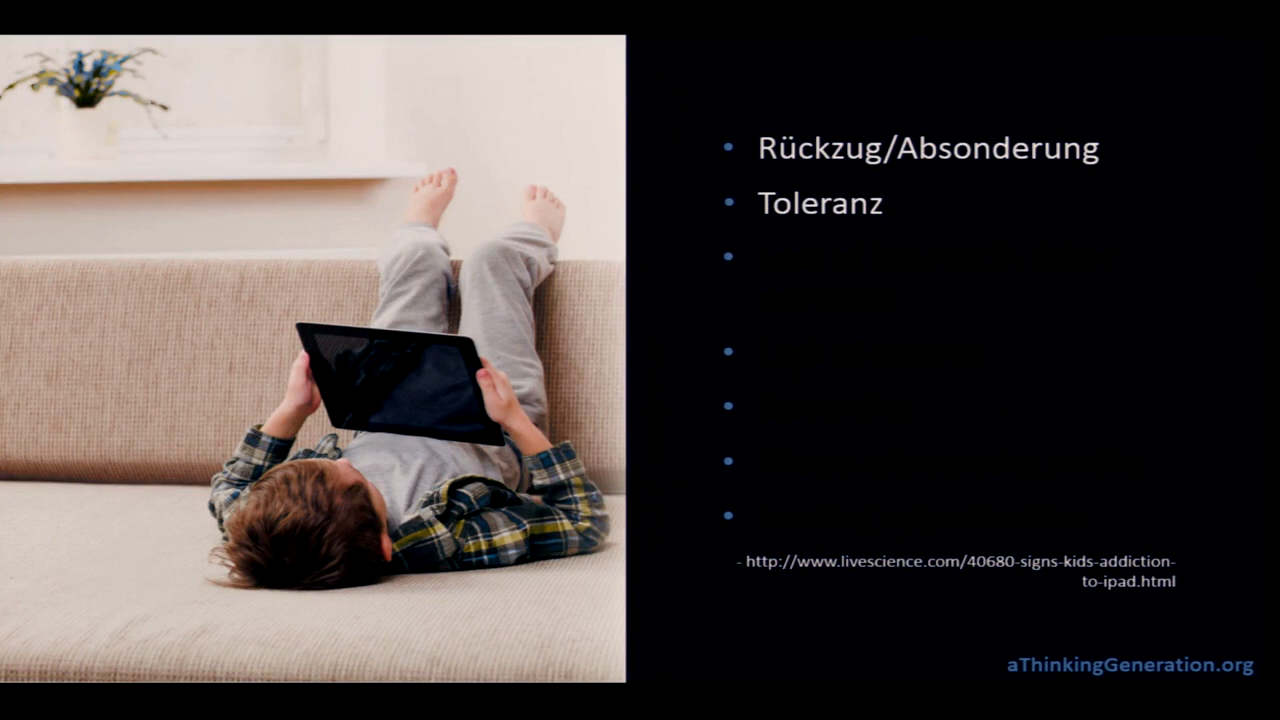 • Rückzug/Absonderung
• Toleranz
•
•
•
•
•
- http://www.livescience.com/40680-signs-kids-addiction-
to-ipad.html
aThinkingGeneration.org